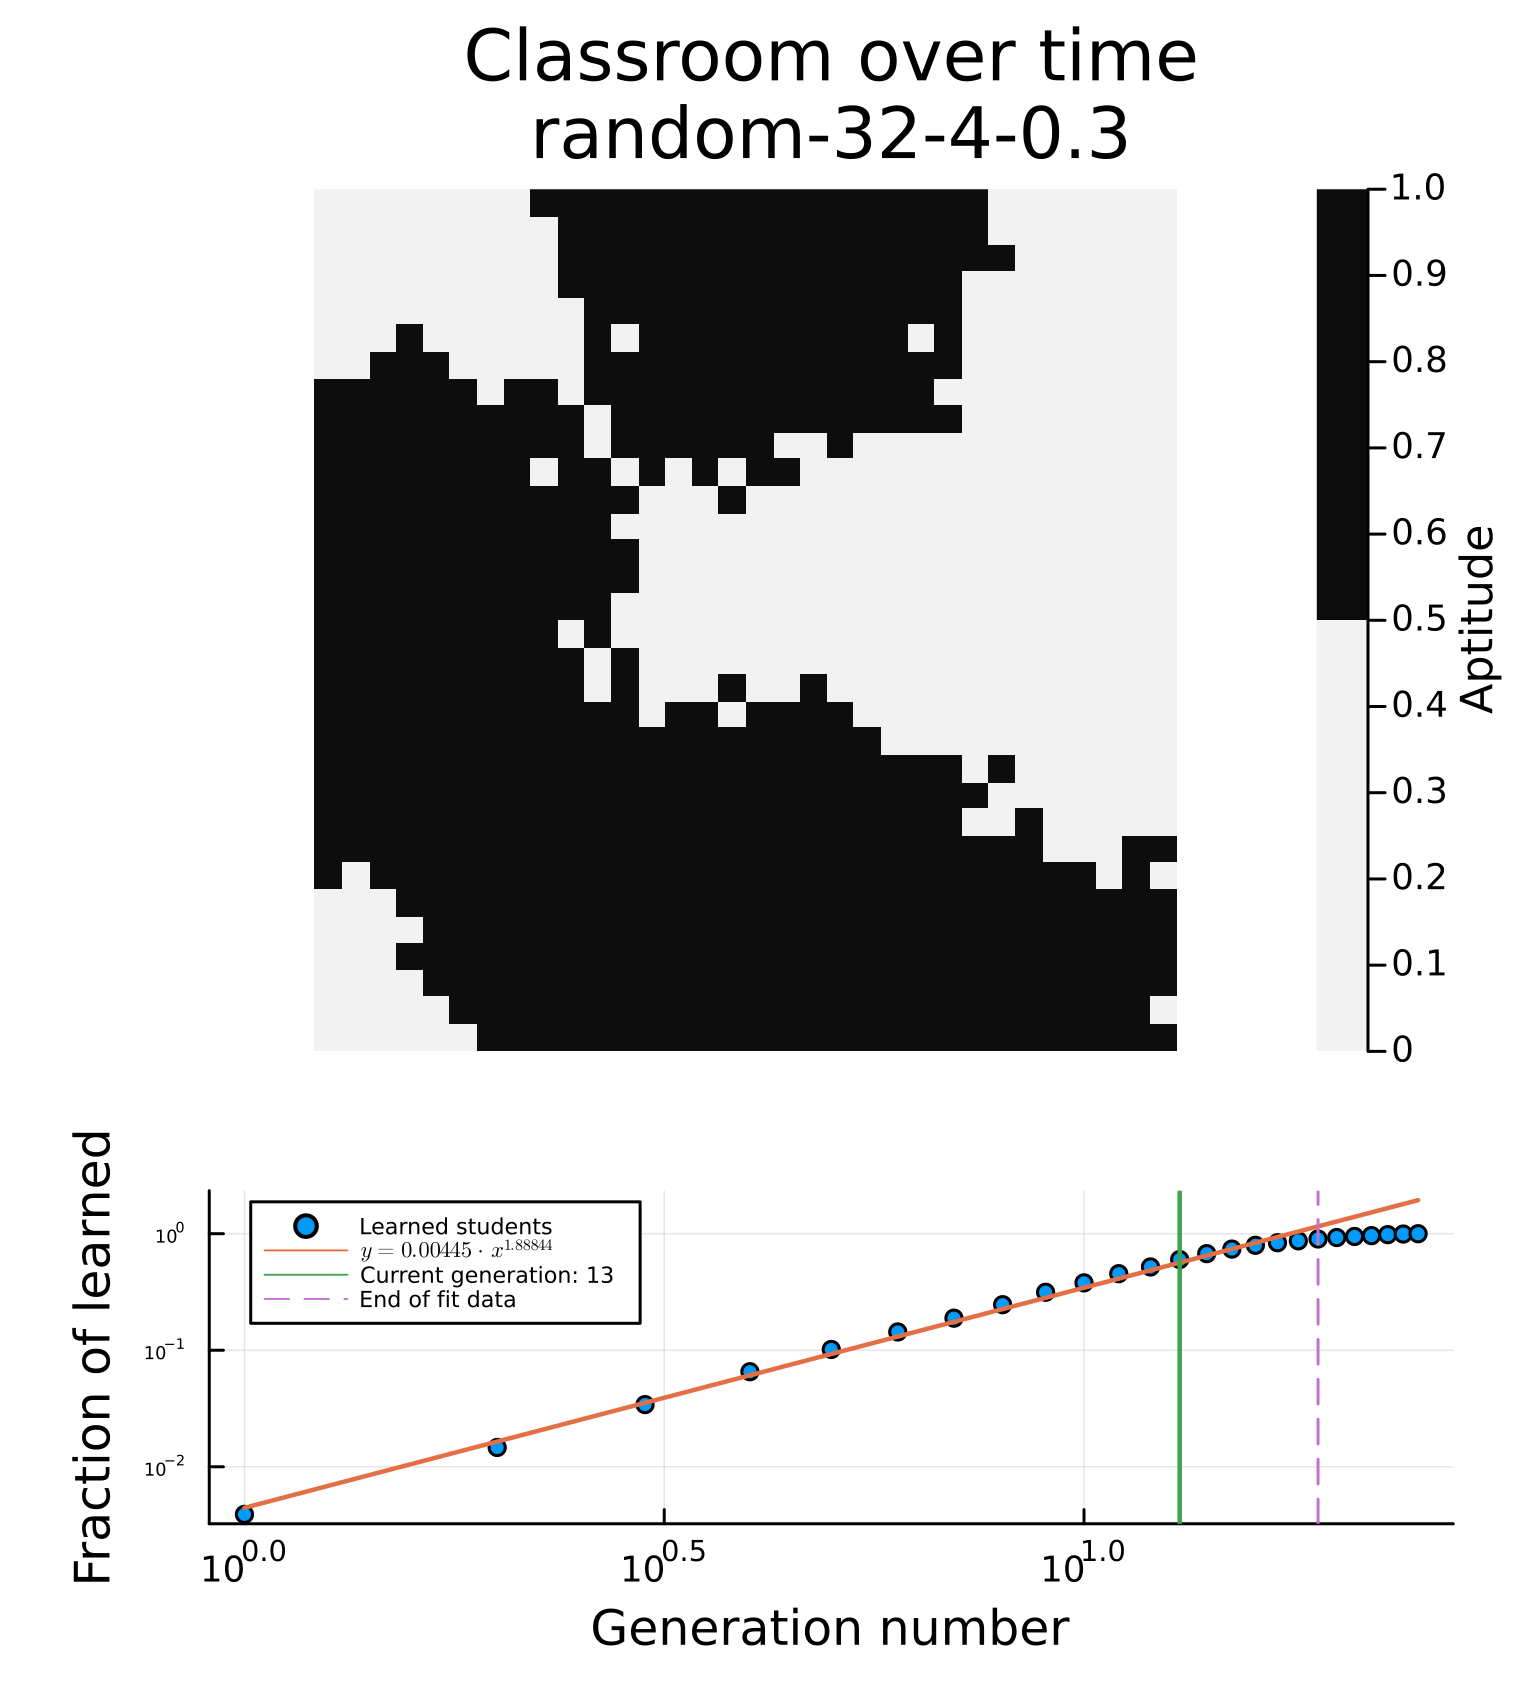 Classroom over time
random-32-4-0.3
1.0
0.9
0.8
0.7
0.6
0.5
0.4
0.3
0.2
0.1
0
Aptitude
Fraction of learned
10⁰
10⁻¹
10⁻²
Learned students
y = 0.00445 · x^1.88844
Current generation: 13
End of fit data
10^0.0
10^0.5
10^1.0
Generation number